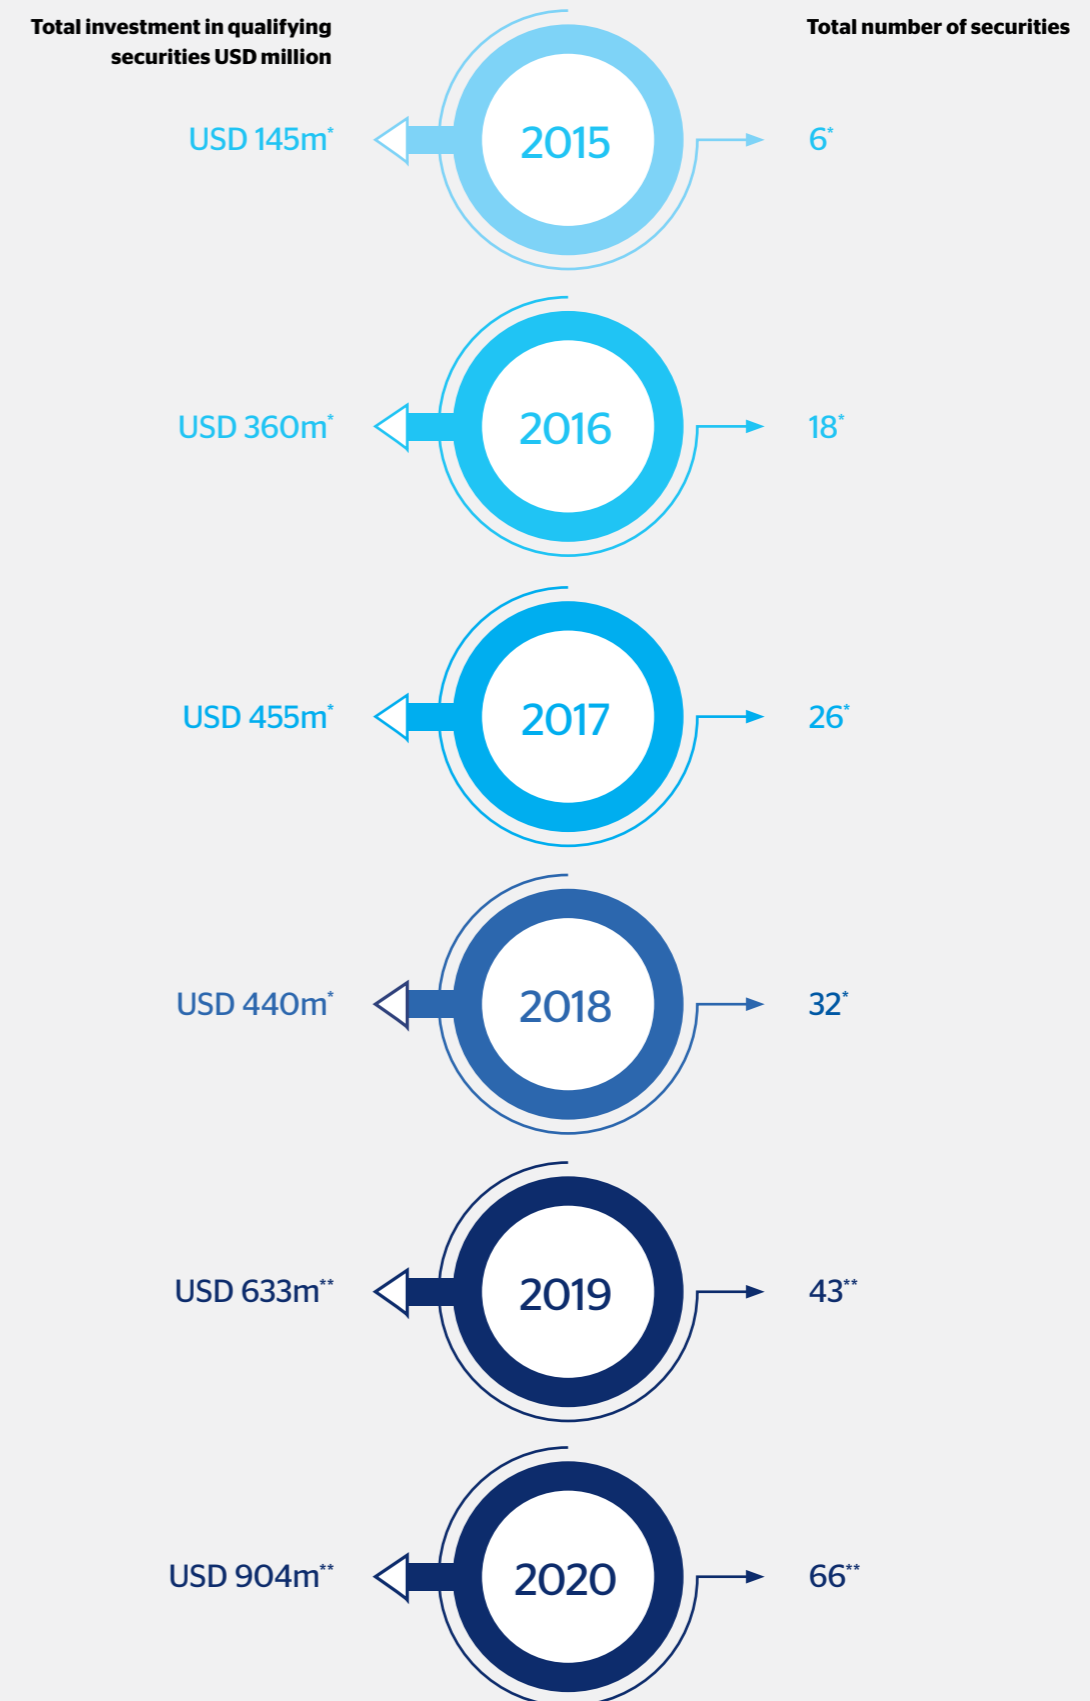 Total investment in qualifying
securities USD million
Total number of securities
USD 145m*
2015
6*
USD 360m*
2016
18*
USD 455m*
2017
26*
USD 440m*
2018
32*
USD 633m**
2019
43**
USD 904m**
2020
66**